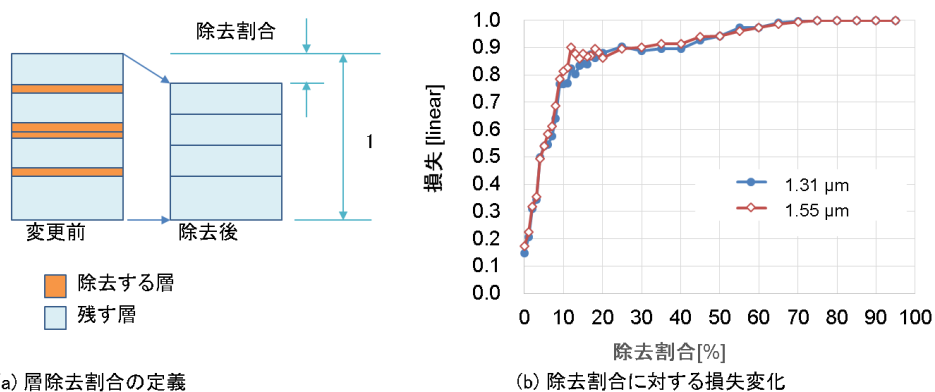 除去割合
1
変更前
除去後
除去する層
残す層
a) 層除去割合の定義
損失 [linear]
1.0
0.9
0.8
0.7
0.6
0.5
0.4
0.3
0.2
0.1
0.0
1.31 μm
1.55 μm
0 10 20 30 40 50 60 70 80 90 100
除去割合[%]
(b) 除去割合に対する損失変化